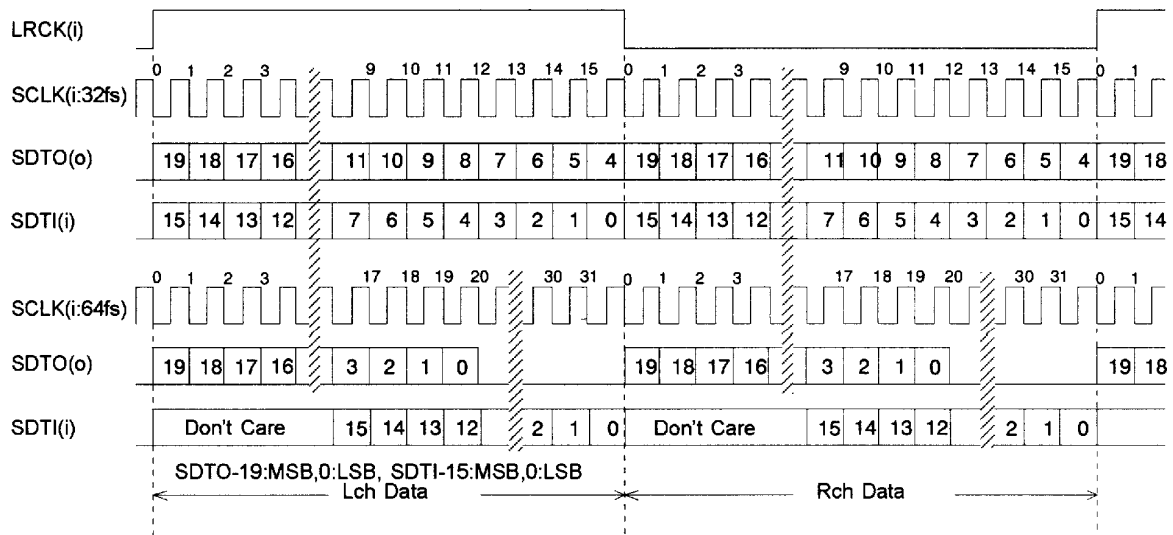 LRCK(i)
0 1 2 3 9 10 11 12 13 14 15 0 1 2 3 9 10 11 12 13 14 15 0 1
SCLK(i:32fs)
SDTO(o) 19 18 17 16 11 10 9 8 7 6 5 4 19 18 17 16 11 10 9 8 7 6 5 4 19 18
SDTI(i) 15 14 13 12 7 6 5 4 3 2 1 0 15 14 13 12 7 6 5 4 3 2 1 0 15 14
0 1 2 3 17 18 19 20 30 31 0 1 2 3 17 18 19 20 30 31 0 1
SCLK(i:64fs)
SDTO(o) 19 18 17 16 3 2 1 0 19 18 17 16 3 2 1 0 19 18
SDTI(i) Don't Care 15 14 13 12 2 1 0 Don't Care 15 14 13 12 2 1 0
SDTO-19:MSB,0:LSB, SDTI-15:MSB,0:LSB
Lch Data Rch Data